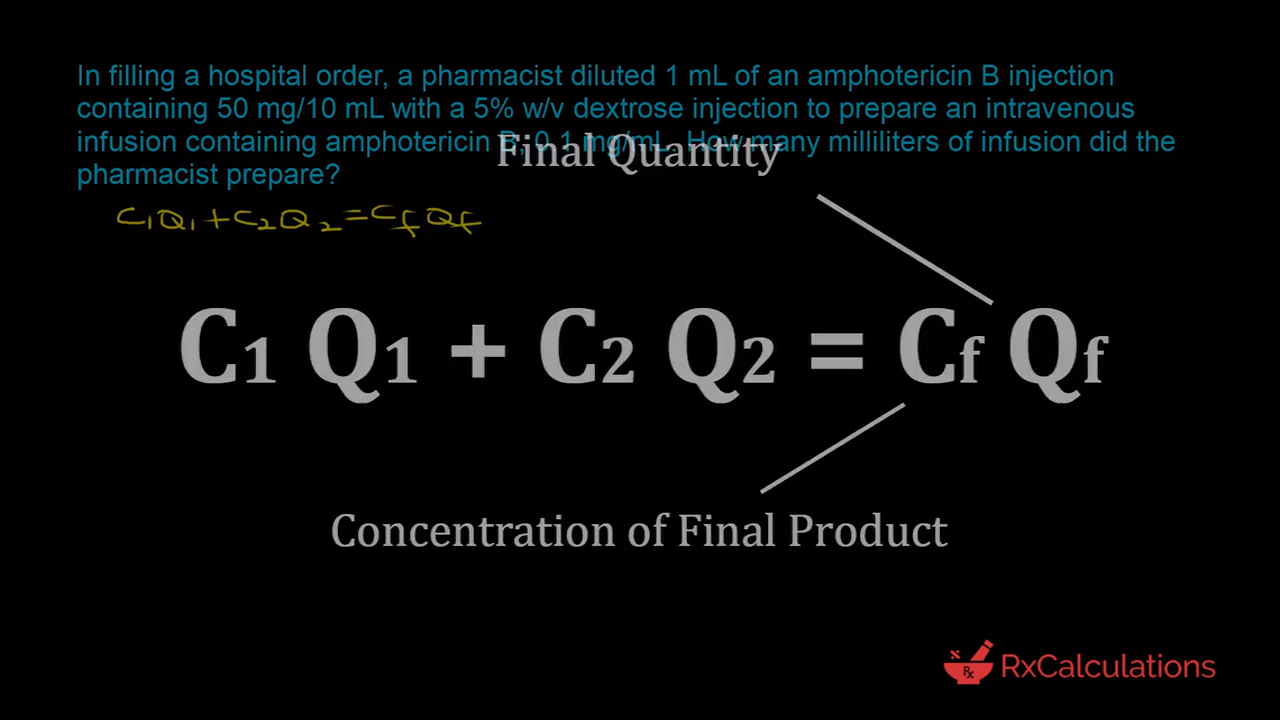 In filling a hospital order, a pharmacist diluted 1 mL of an amphotericin B injection
containing 50 mg/10 mL with a 5% w/v dextrose injection to prepare an intravenous
infusion containing amphotericin B, 0.1 mg/mL. How many milliliters of infusion did the
Final Quantity
pharmacist prepare?
C1Q1+C2Q2=CfQf
C1 Q1 + C2 Q2 = Cf Qf
Concentration of Final Product
Rx
RxCalculations